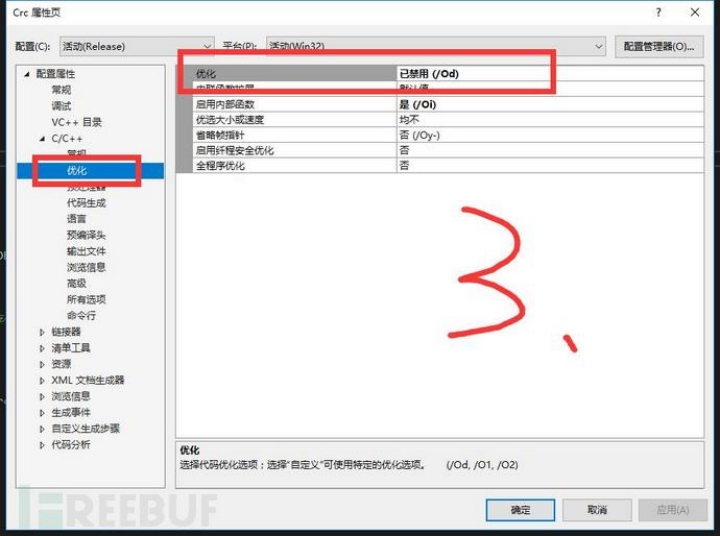 Crc 属性页
? ×
配置(C): 活动(Release) 平台(P): 活动(Win32) 配置管理器(O)...
配置属性
常规
调试
VC++ 目录
C/C++
常规
优化
预处理器
代码生成
语言
预编译头
输出文件
浏览信息
高级
所有选项
命令行
链接器
清单工具
资源
XML 文档生成器
浏览信息
生成事件
自定义生成步骤
代码分析
优化 已禁用 (/Od)
内联函数扩展 默认值
启用内部函数 是 (/Oi)
优选大小或速度 均不
省略帧指针 否 (/Oy-)
启用纤程安全优化 否
全程序优化 否
3、
优化
选择代码优化选项；选择“自定义”可使用特定的优化选项。 (/Od, /O1, /O2)
确定 取消 应用(A)
FREEBUF